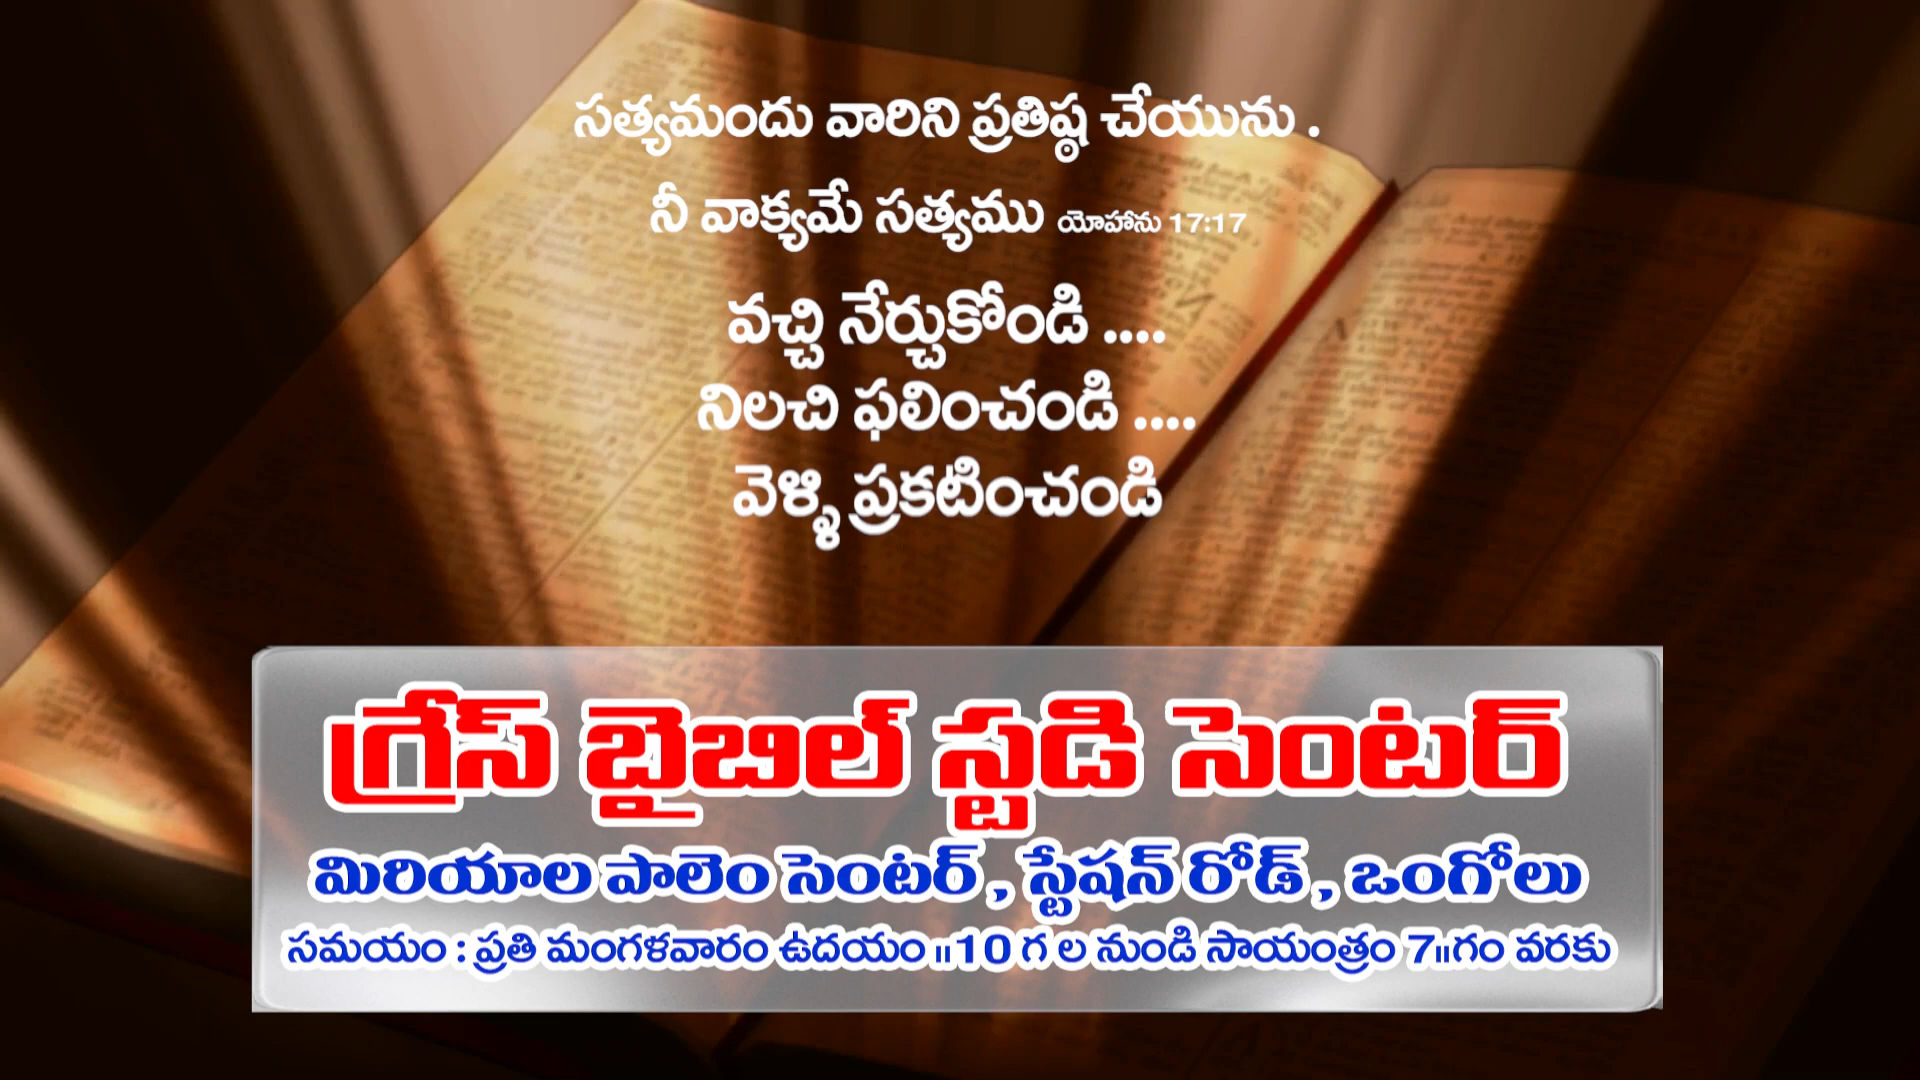 సత్యమందు వారిని ప్రతిష్ఠ చేయును .
నీ వాక్యమే సత్యము యోహాను 17:17
వచ్చి నేర్చుకోండి ....
నిలచి ఫలించండి ....
వెళ్ళి ప్రకటించండి
గ్రేస్ బైబిల్ స్టడి సెంటర్
మిరియాల పాలెం సెంటర్ , స్టేషన్ రోడ్ , ఒంగోలు
సమయం : ప్రతి మంగళవారం ఉదయం ॥10 గ ల నుండి సాయంత్రం 7॥గం వరకు